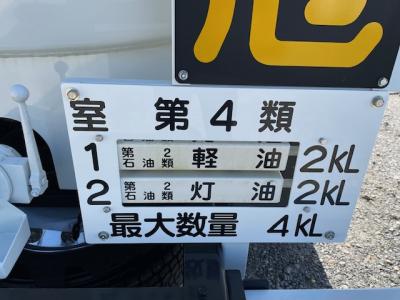 危
室 第4類
1 第2石油類 軽油 2KL
2 第2石油類 灯油 2KL
最大数量 4KL